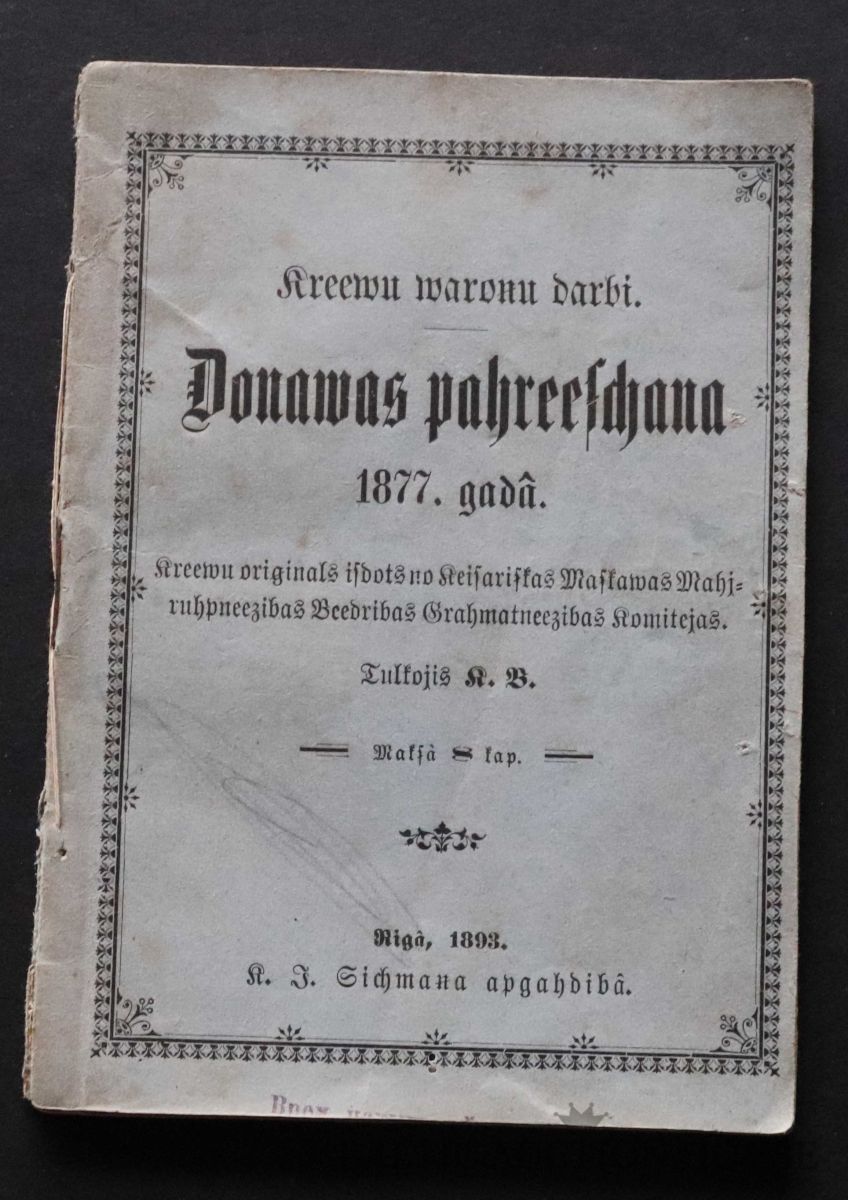 Kreewu waronu darbi.
Donawas pahreeſchana
1877. gadâ.
Kreewu originals iſdots no Keiſariſkas Maſkawas Mahj-
ruhpneezibas Beedribas Grahmatneezibas Komitejas.
Tulkojis K. B.
Makſà 8 kap.
Rigâ, 1893.
K. J. Sichmana apgahdibâ.